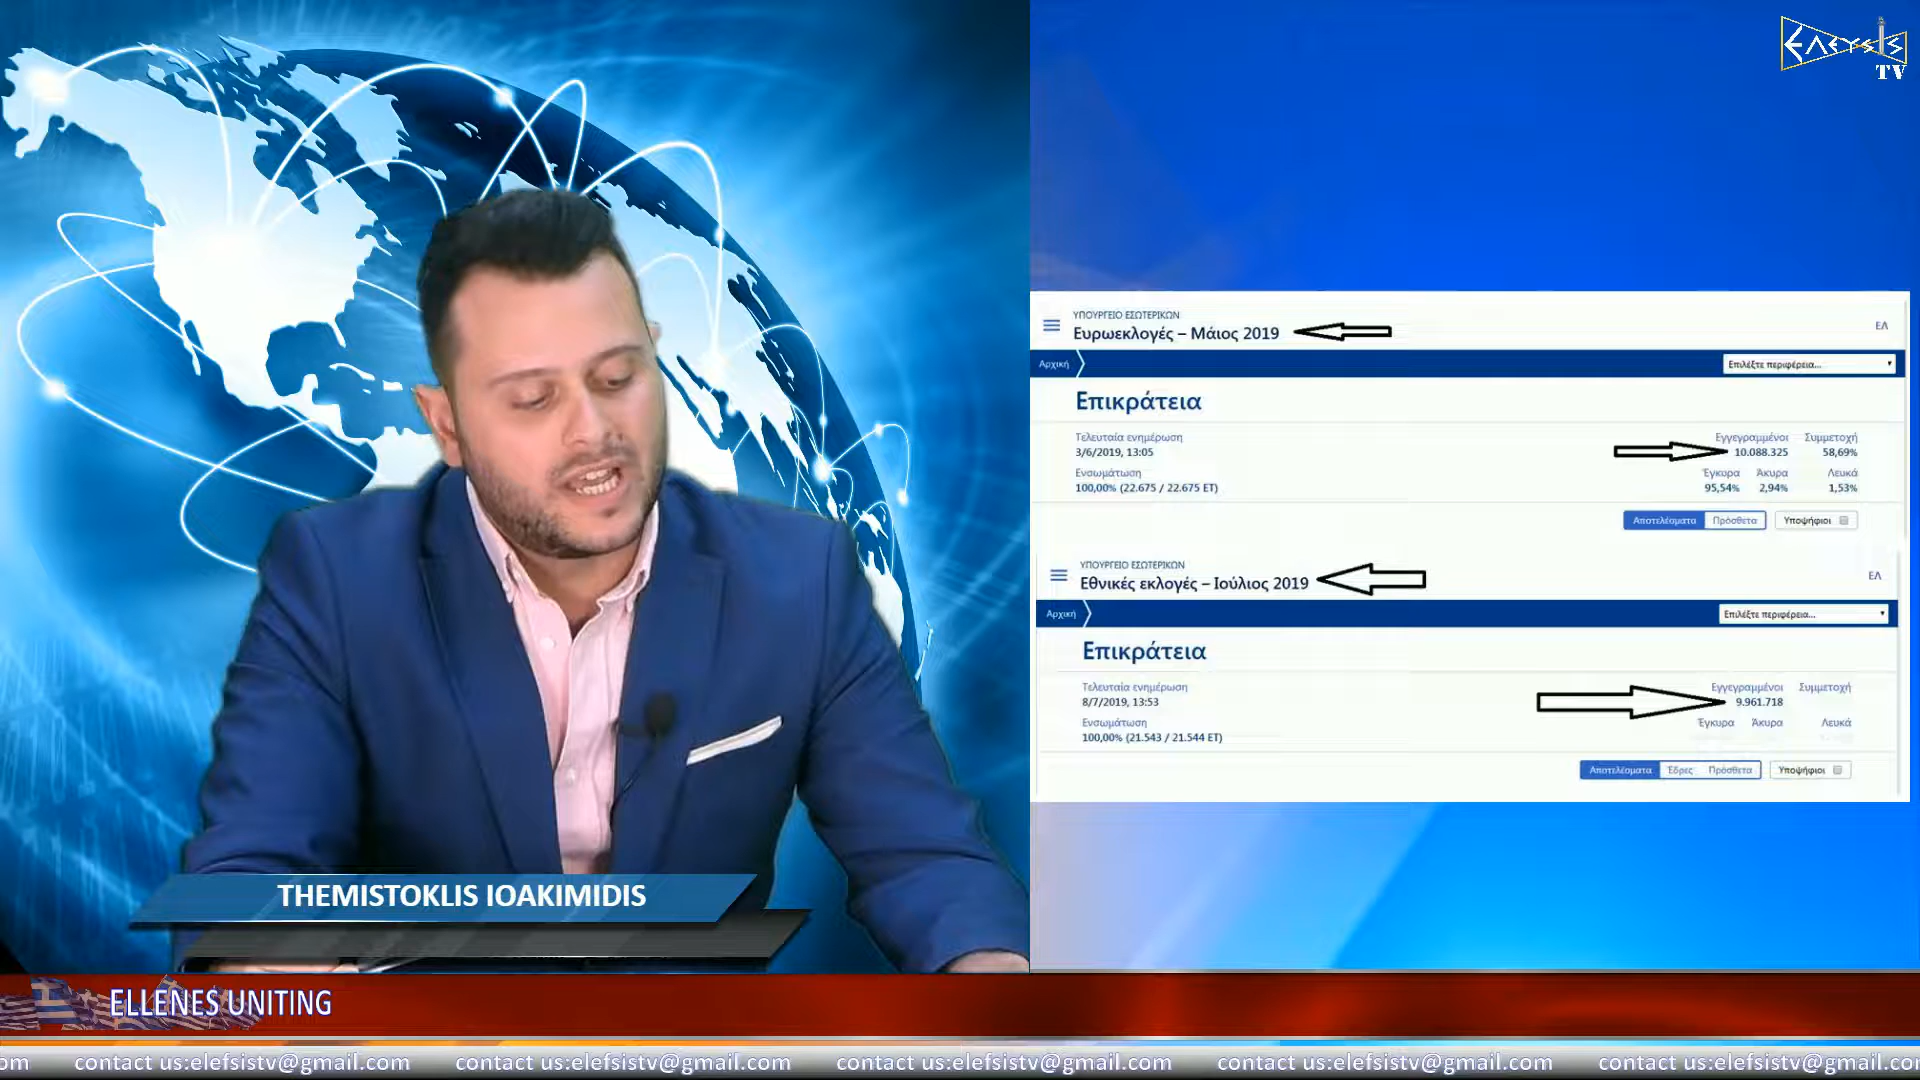 ΕΛΕΥSIS
TV
ΥΠΟΥΡΓΕΙΟ ΕΣΩΤΕΡΙΚΩΝ
Ευρωεκλογές – Μάιος 2019
ΕΛ
Αρχική
Επιλέξτε περιφέρεια...
Επικράτεια
Τελευταία ενημέρωση
Εγγεγραμμένοι Συμμετοχή
3/6/2019, 13:05
10.088.325 58,69%
Ενσωμάτωση
Έγκυρα Άκυρα Λευκά
100,00% (22.675 / 22.675 ΕΤ)
95,54% 2,94% 1,53%
Αποτελέσματα Πρόσθετα Υποψήφιοι
ΥΠΟΥΡΓΕΙΟ ΕΣΩΤΕΡΙΚΩΝ
Εθνικές εκλογές – Ιούλιος 2019
ΕΛ
Αρχική
Επιλέξτε περιφέρεια...
Επικράτεια
Τελευταία ενημέρωση
Εγγεγραμμένοι Συμμετοχή
8/7/2019, 13:53
9.961.718
Ενσωμάτωση
Έγκυρα Άκυρα Λευκά
100,00% (21.543 / 21.544 ΕΤ)
Αποτελέσματα Έδρες Πρόσθετα Υποψήφιοι
THEMISTOKLIS IOAKIMIDIS
ELLENES UNITING
om contact us:elefsistv@gmail.com contact us:elefsistv@gmail.com contact us:elefsistv@gmail.com contact us:elefsistv@gmail.com contact us:elefsistv@gmail.co